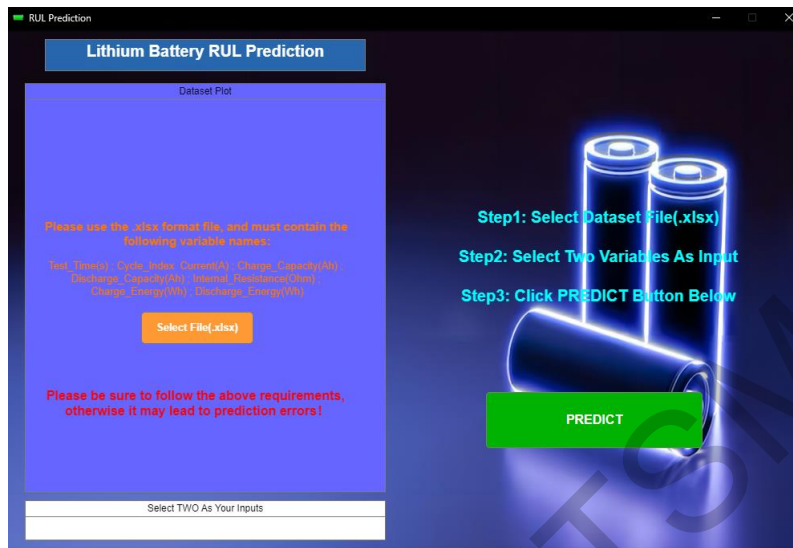 RUL Prediction
Lithium Battery RUL Prediction
Dataset Plot
Please use the .xlsx format file, and must contain the
following variable names:
Test_Time(s) ; Cycle_Index Current(A) ; Charge_Capacity(Ah) ;
Discharge_Capacity(Ah) ; Internal_Resistance(Ohm) ;
Charge_Energy(Wh) ; Discharge_Energy(Wh)
Select File(.xlsx)
Please be sure to follow the above requirements,
otherwise it may lead to prediction errors!
Select TWO As Your Inputs
Step1: Select Dataset File(.xlsx)
Step2: Select Two Variables As Input
Step3: Click PREDICT Button Below
PREDICT
TSM